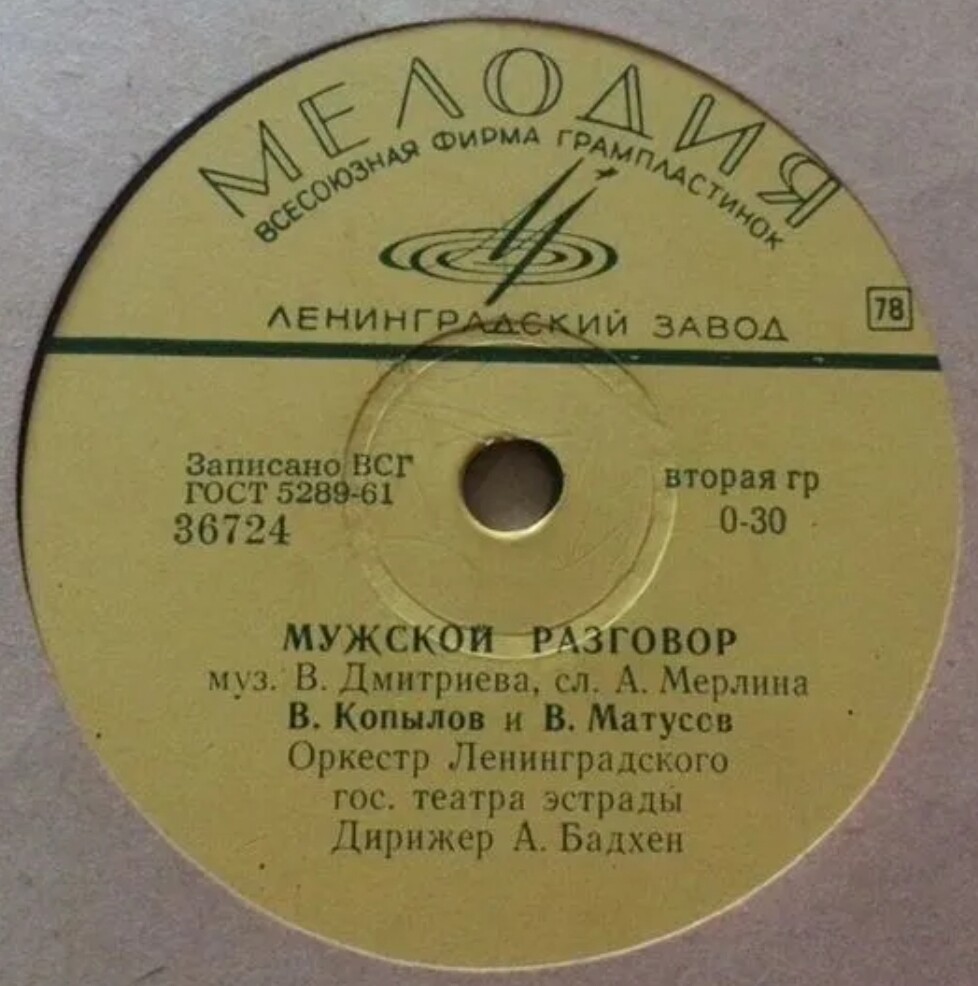 МЕЛОДИЯ
ВСЕСОЮЗНАЯ ФИРМА ГРАМПЛАСТИНОК
ЛЕНИНГРАДСКИЙ ЗАВОД
78
Записано ВСГ
ГОСТ 5289-61
36724
вторая гр
0-30
МУЖСКОЙ РАЗГОВОР
муз. В. Дмитриева, сл. А. Мерлина
В. Копылов и В. Матусов
Оркестр Ленинградского
гос. театра эстрады
Дирижер А. Бадхен